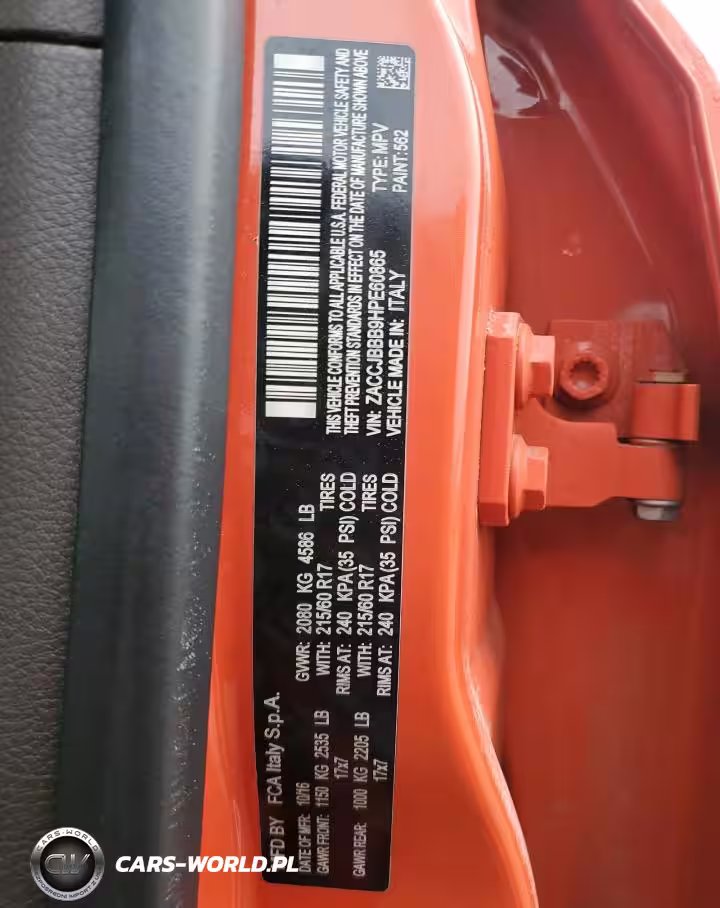 MFD BY FCA Italy S.p.A.
DATE OF MFR: 10/16 GVWR: 2080 KG 4586 LB
GAWR FRONT: 1150 KG 2535 LB WITH: 215/60 R17 TIRES
17x7 RIMS AT: 240 KPA(35 PSI) COLD
GAWR REAR: 1000 KG 2205 LB WITH: 215/60 R17 TIRES
17x7 RIMS AT: 240 KPA(35 PSI) COLD
THIS VEHICLE CONFORMS TO ALL APPLICABLE U.S.A. FEDERAL MOTOR VEHICLE SAFETY AND
THEFT PREVENTION STANDARDS IN EFFECT ON THE DATE OF MANUFACTURE SHOWN ABOVE
VIN: ZACCJBBB9HPE60865 TYPE: MPV
VEHICLE MADE IN: ITALY PAINT: 562
CARS-WORLD
CW
CARS-WORLD.PL